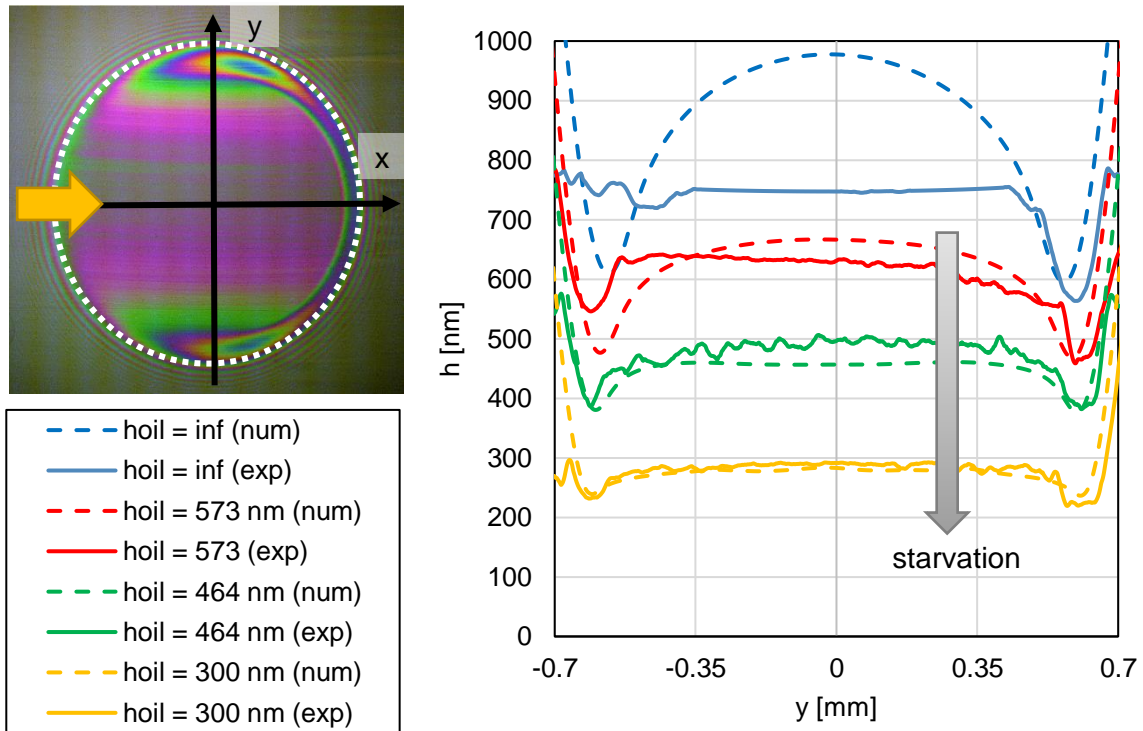 y
x
hoil = inf (num)
hoil = inf (exp)
hoil = 573 nm (num)
hoil = 573 (exp)
hoil = 464 nm (num)
hoil = 464 nm (exp)
hoil = 300 nm (num)
hoil = 300 nm (exp)
h [nm]
1000
900
800
700
600
500
400
300
200
100
0
starvation
-0.7
-0.35
0
0.35
0.7
y [mm]